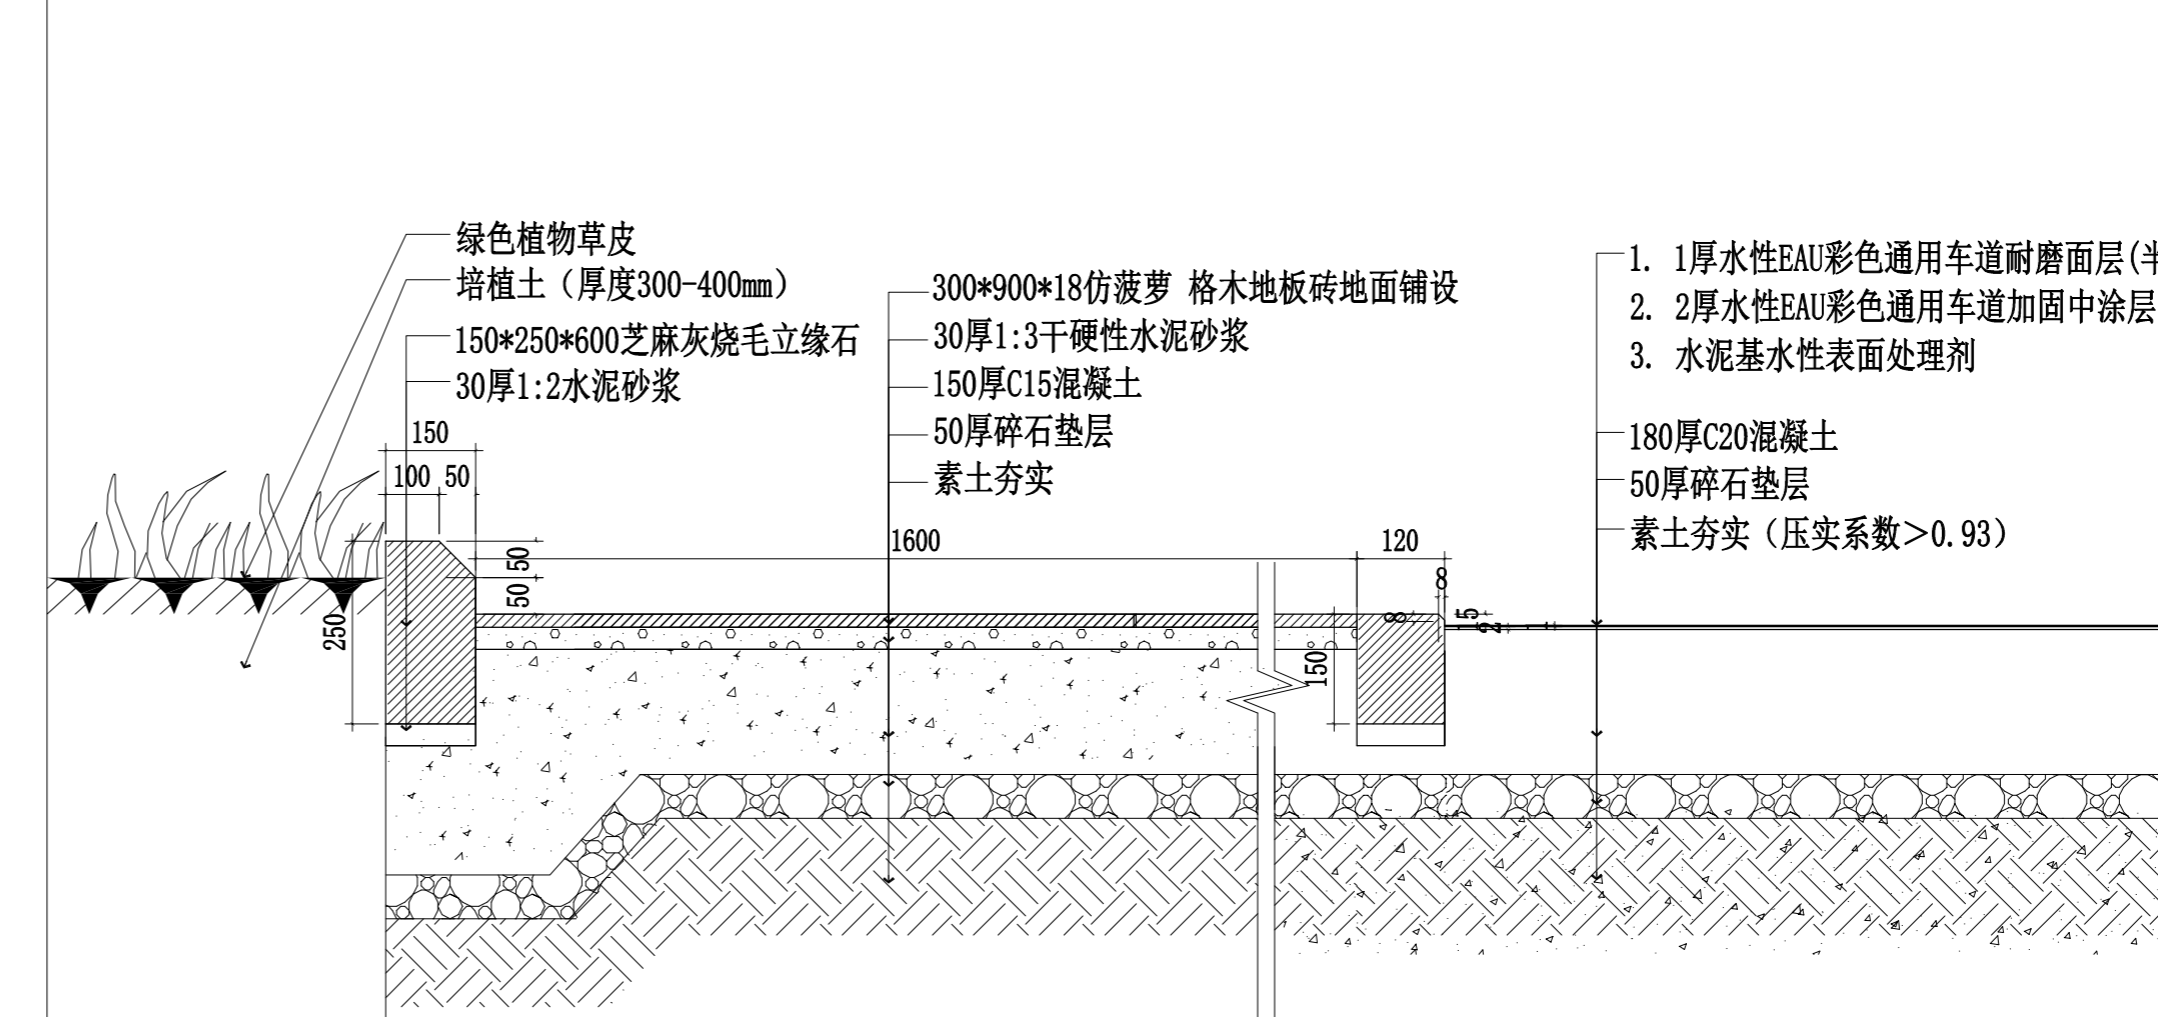 绿色植物草皮
培植土（厚度300-400mm）
150*250*600芝麻灰烧毛立缘石
30厚1:2水泥砂浆
300*900*18仿菠萝 格木地板砖地面铺设
30厚1:3干硬性水泥砂浆
150厚C15混凝土
50厚碎石垫层
素土夯实
1. 1厚水性EAU彩色通用车道耐磨面层(半
2. 2厚水性EAU彩色通用车道加固中涂层
3. 水泥基水性表面处理剂
180厚C20混凝土
50厚碎石垫层
素土夯实（压实系数＞0.93）
150
100
50
50
50
250
1600
120
8
8
15
2
1
150